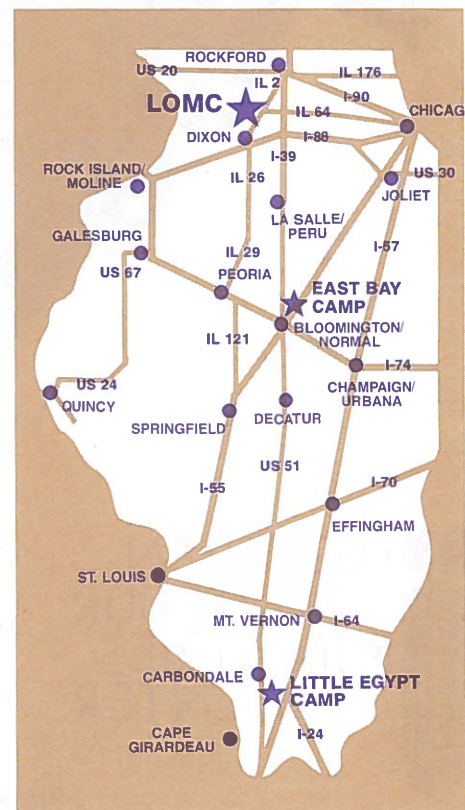 ROCKFORD
US 20
IL 2
IL 176
I-90
LOMC
IL 64
CHICAG
DIXON
I-88
I-39
ROCK ISLAND/
MOLINE
IL 26
US 30
JOLIET
LA SALLE/
PERU
GALESBURG
I-57
IL 29
US 67
PEORIA
EAST BAY
CAMP
BLOOMINGTON/
NORMAL
IL 121
I-74
US 24
CHAMPAIGN/
URBANA
QUINCY
DECATUR
SPRINGFIELD
US 51
I-55
I-70
EFFINGHAM
ST. LOUIS
MT. VERNON
I-64
CARBONDALE
LITTLE EGYPT
CAMP
CAPE
GIRARDEAU
I-24